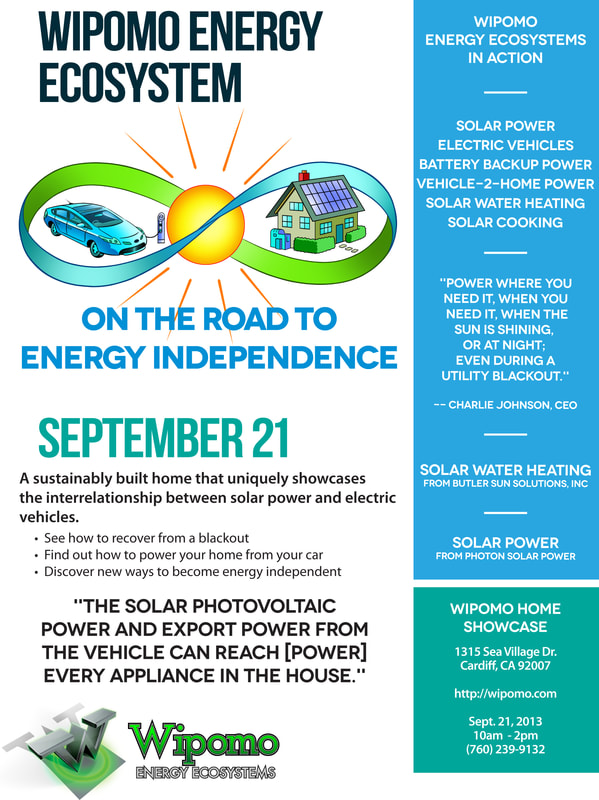 WIPOMO ENERGY
ECOSYSTEM
ON THE ROAD TO
ENERGY INDEPENDENCE
SEPTEMBER 21
A sustainably built home that uniquely showcases
the interrelationship between solar power and electric
vehicles.
• See how to recover from a blackout
• Find out how to power your home from your car
• Discover new ways to become energy independent
"THE SOLAR PHOTOVOLTAIC
POWER AND EXPORT POWER FROM
THE VEHICLE CAN REACH [POWER]
EVERY APPLIANCE IN THE HOUSE."
W
Wipomo
ENERGY ECOSYSTEMS
WIPOMO
ENERGY ECOSYSTEMS
IN ACTION
SOLAR POWER
ELECTRIC VEHICLES
BATTERY BACKUP POWER
VEHICLE-2-HOME POWER
SOLAR WATER HEATING
SOLAR COOKING
"POWER WHERE YOU
NEED IT, WHEN YOU
NEED IT, WHEN THE
SUN IS SHINING,
OR AT NIGHT;
EVEN DURING A
UTILITY BLACKOUT."
-- CHARLIE JOHNSON, CEO
SOLAR WATER HEATING
FROM BUTLER SUN SOLUTIONS, INC
SOLAR POWER
FROM PHOTON SOLAR POWER
WIPOMO HOME
SHOWCASE
1315 Sea Village Dr.
Cardiff, CA 92007
http://wipomo.com
Sept. 21, 2013
10am - 2pm
(760) 239-9132